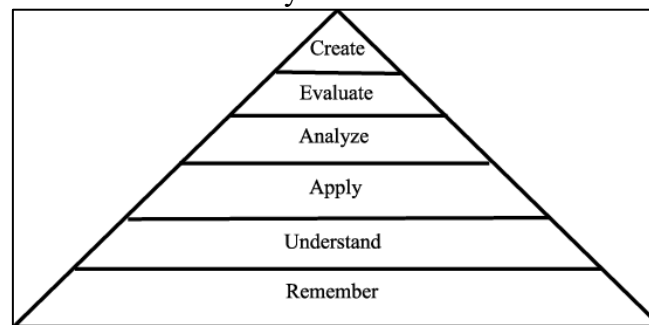 Create
Evaluate
Analyze
Apply
Understand
Remember